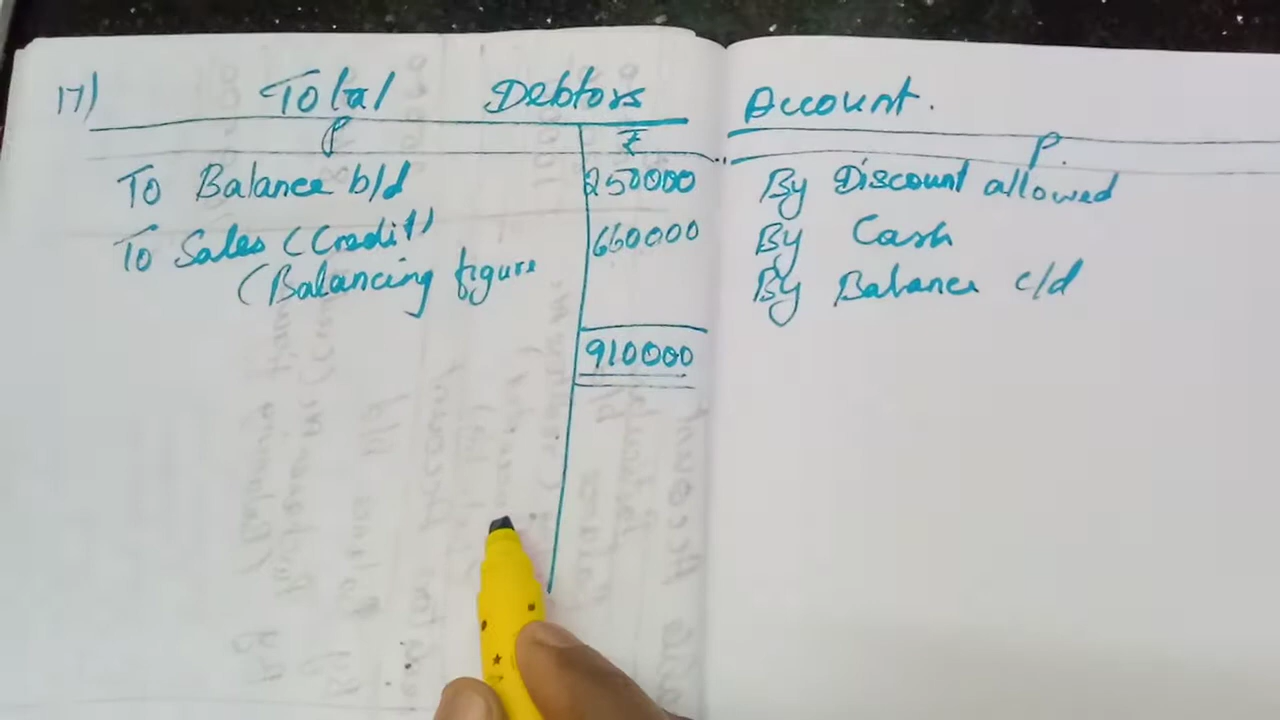 17) Total Debtors Account.
P ₹ P.
To Balance b/d 250000 By Discount allowed
To Sales (Credit) 660000 By Cash
(Balancing figure By Balance c/d
910000